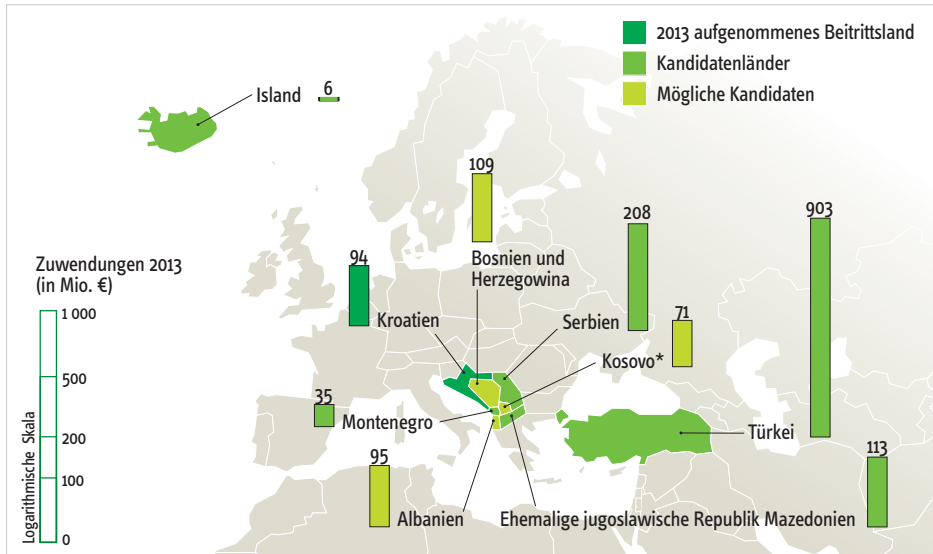 2013 aufgenommenes Beitrittsland
Kandidatenländer
Mögliche Kandidaten
6
Island
109
208
903
Zuwendungen 2013
(in Mio. €)
94
Bosnien und
Herzegowina
1 000
Kroatien
Serbien
71
Kosovo*
500
35
Montenegro
Türkei
200
95
113
100
Albanien
Ehemalige jugoslawische Republik Mazedonien
0
Logarithmische Skala